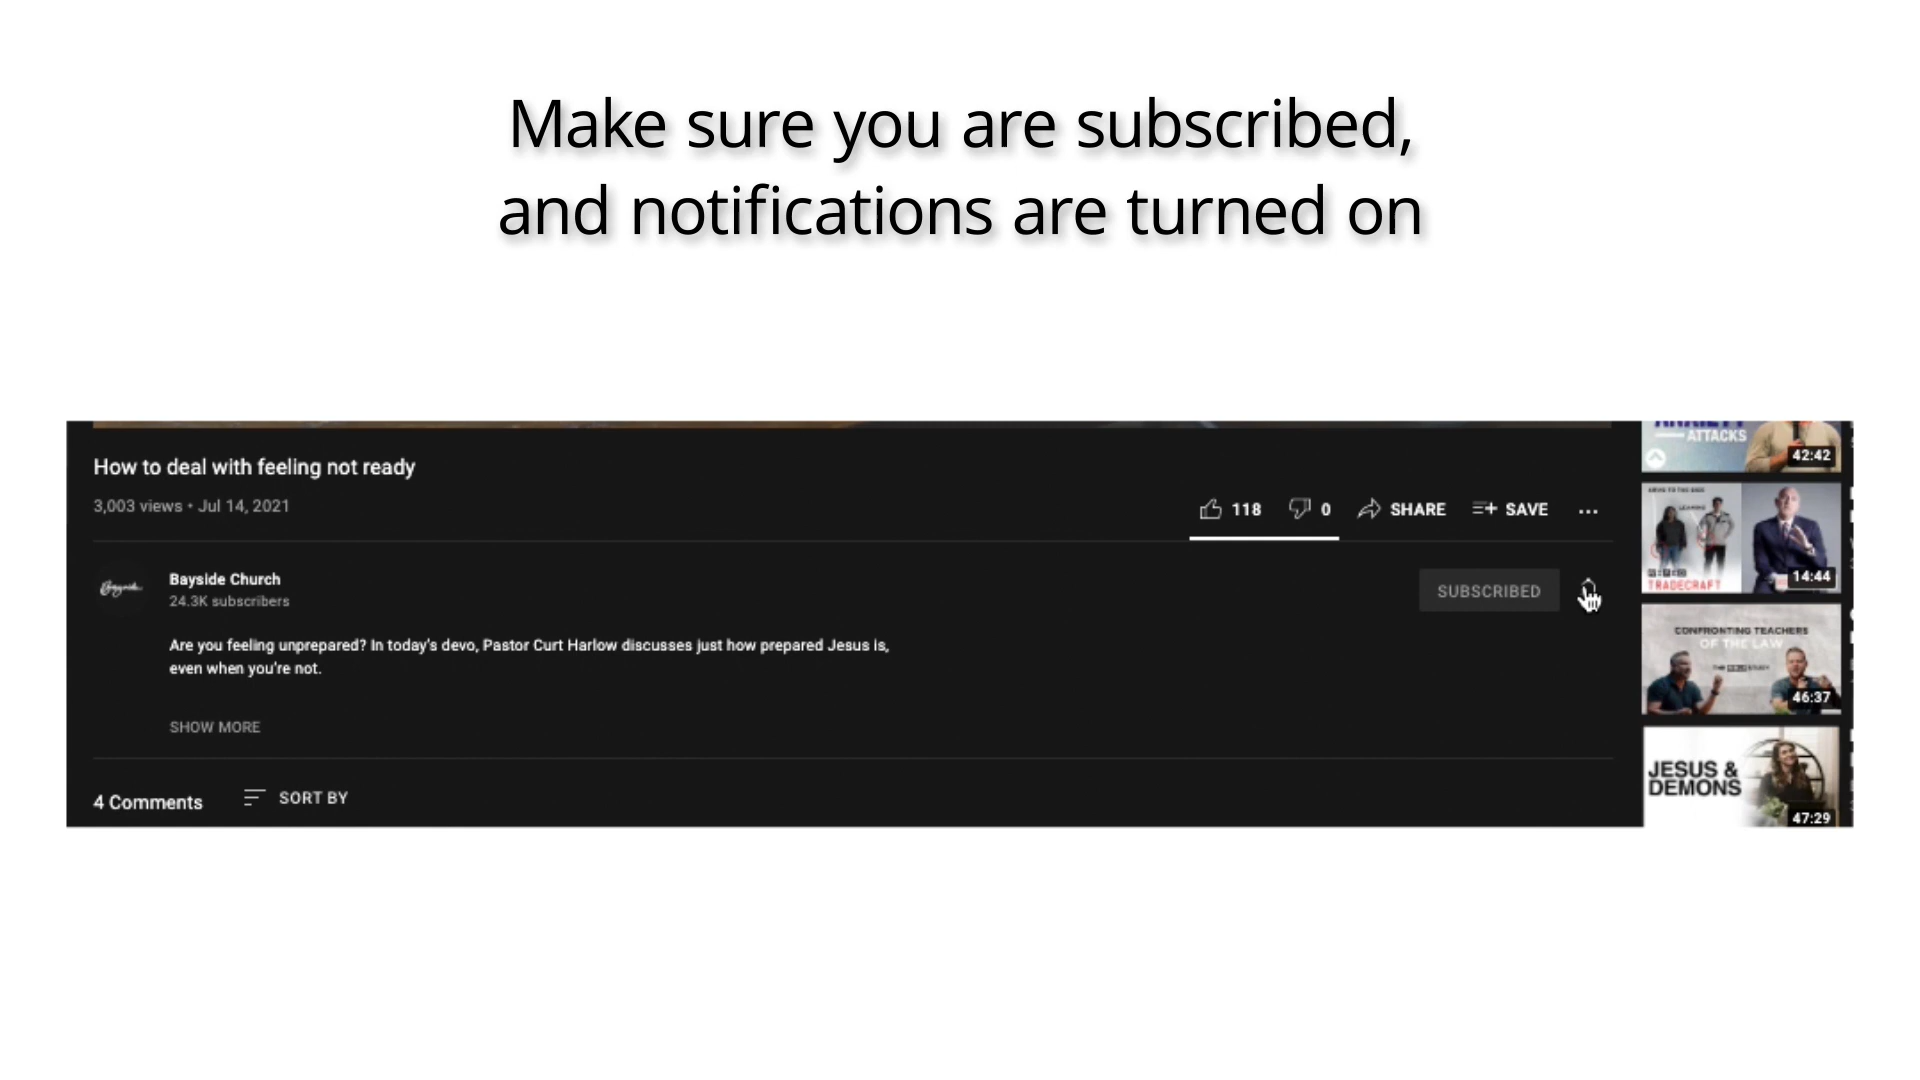 Make sure you are subscribed,
and notifications are turned on
How to deal with feeling not ready
3,003 views • Jul 14, 2021
118 0 SHARE SAVE ...
Bayside Church
24.3K subscribers
SUBSCRIBED
Are you feeling unprepared? In today's devo, Pastor Curt Harlow discusses just how prepared Jesus is,
even when you're not.
SHOW MORE
4 Comments SORT BY
ATTACKS
42:42
TRADECRAFT
14:44
CONFRONTING TEACHERS
OF THE LAW
46:37
JESUS &
DEMONS
47:29